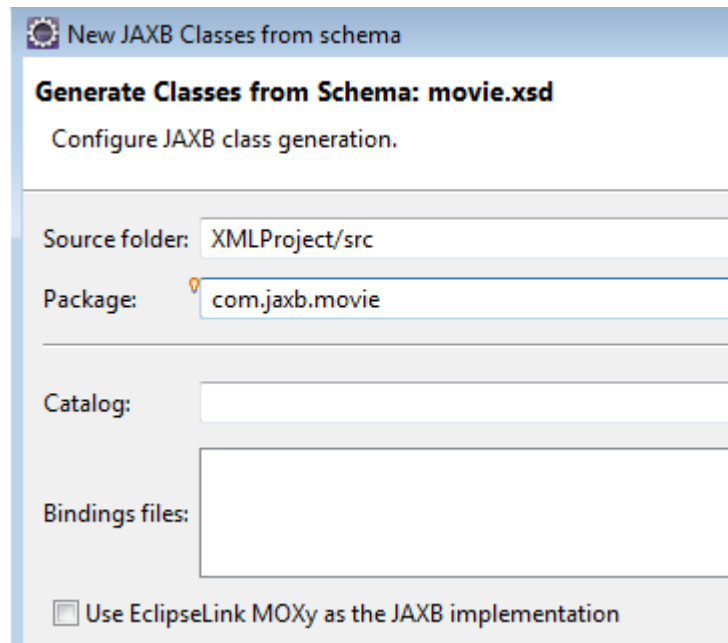 New JAXB Classes from schema
Generate Classes from Schema: movie.xsd
Configure JAXB class generation.
Source folder: XMLProject/src
Package: com.jaxb.movie
Catalog:
Bindings files:
Use EclipseLink MOXy as the JAXB implementation